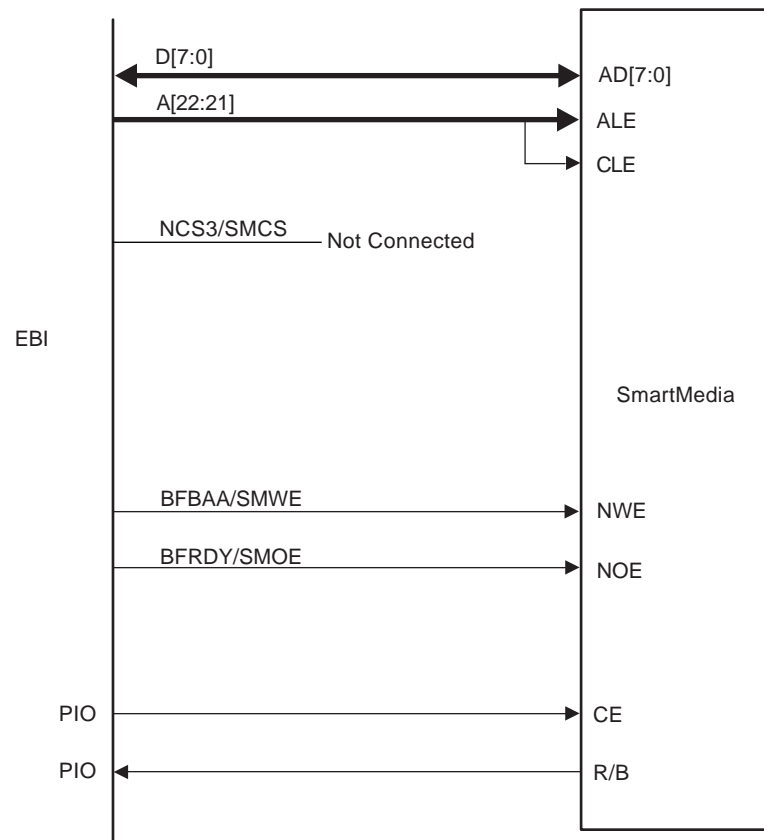 D[7:0]
AD[7:0]
A[22:21]
ALE
CLE
NCS3/SMCS
Not Connected
EBI
SmartMedia
BFBAA/SMWE
NWE
BFRDY/SMOE
NOE
PIO
CE
PIO
R/B